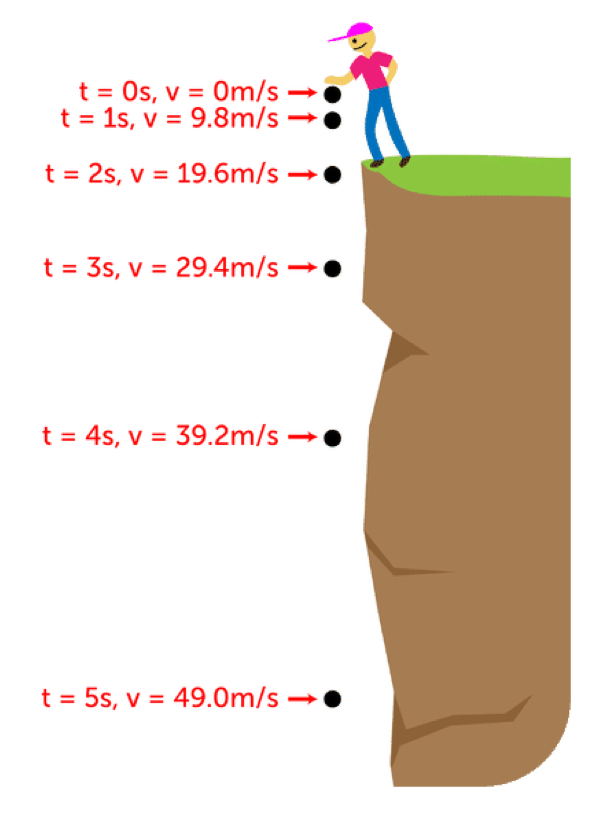 t = 0s, v = 0m/s
t = 1s, v = 9.8m/s
t = 2s, v = 19.6m/s
t = 3s, v = 29.4m/s
t = 4s, v = 39.2m/s
t = 5s, v = 49.0m/s